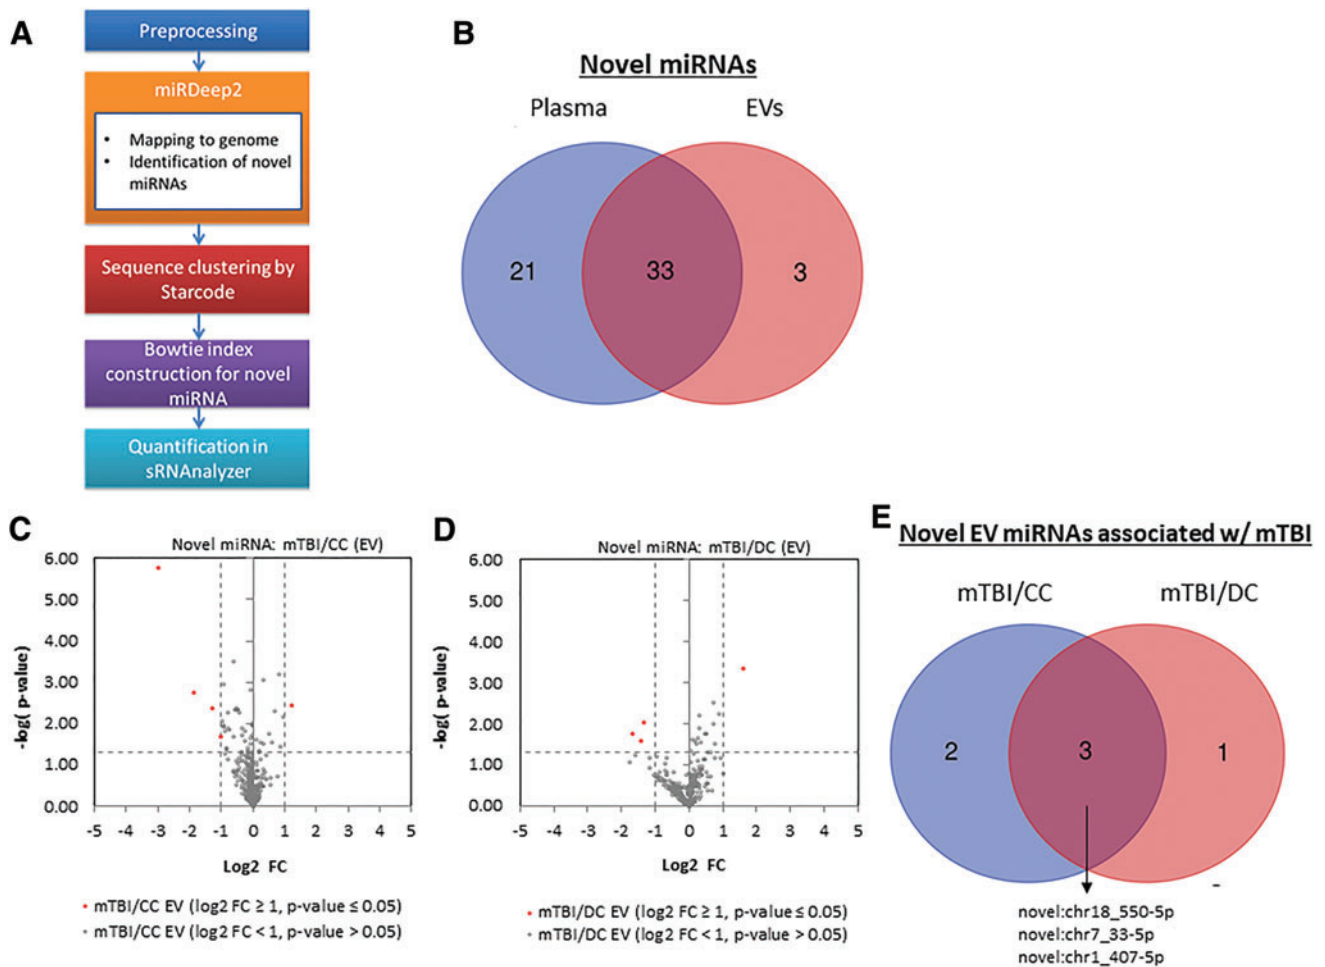 A
Preprocessing
miRDeep2
• Mapping to genome
• Identification of novel
miRNAs
Sequence clustering by
Starcode
Bowtie index
construction for novel
miRNA
Quantification in
sRNAnalyzer
B
Novel miRNAs
Plasma
EVs
21
33
3
C
Novel miRNA: mTBI/CC (EV)
6.00
5.00
4.00
3.00
2.00
1.00
0.00
-log( p-value)
-5 -4 -3 -2 -1 0 1 2 3 4 5
Log2 FC
mTBI/CC EV (log2 FC ≥ 1, p-value ≤ 0.05)
mTBI/CC EV (log2 FC < 1, p-value > 0.05)
D
Novel miRNA: mTBI/DC (EV)
6.00
5.00
4.00
3.00
2.00
1.00
0.00
-log( p-value)
-5 -4 -3 -2 -1 0 1 2 3 4 5
Log2 FC
mTBI/DC EV (log2 FC ≥ 1, p-value ≤ 0.05)
mTBI/DC EV (log2 FC < 1, p-value > 0.05)
E
Novel EV miRNAs associated w/ mTBI
mTBI/CC
mTBI/DC
2
3
1
-
novel:chr18_550-5p
novel:chr7_33-5p
novel:chr1_407-5p